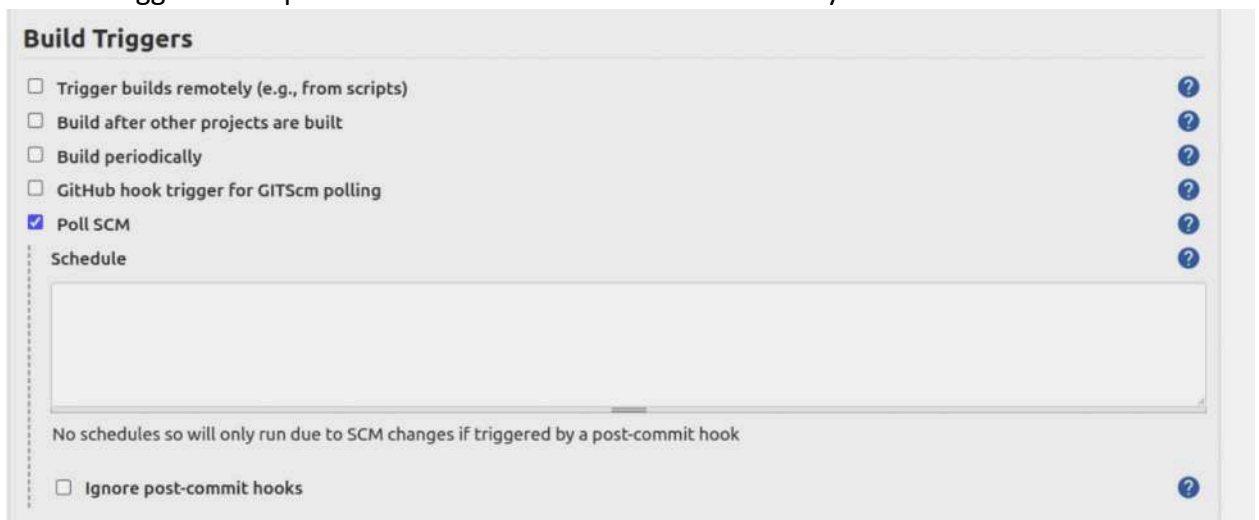 Build Triggers
Trigger builds remotely (e.g., from scripts)
Build after other projects are built
Build periodically
GitHub hook trigger for GITScm polling
Poll SCM
Schedule
No schedules so will only run due to SCM changes if triggered by a post-commit hook
Ignore post-commit hooks